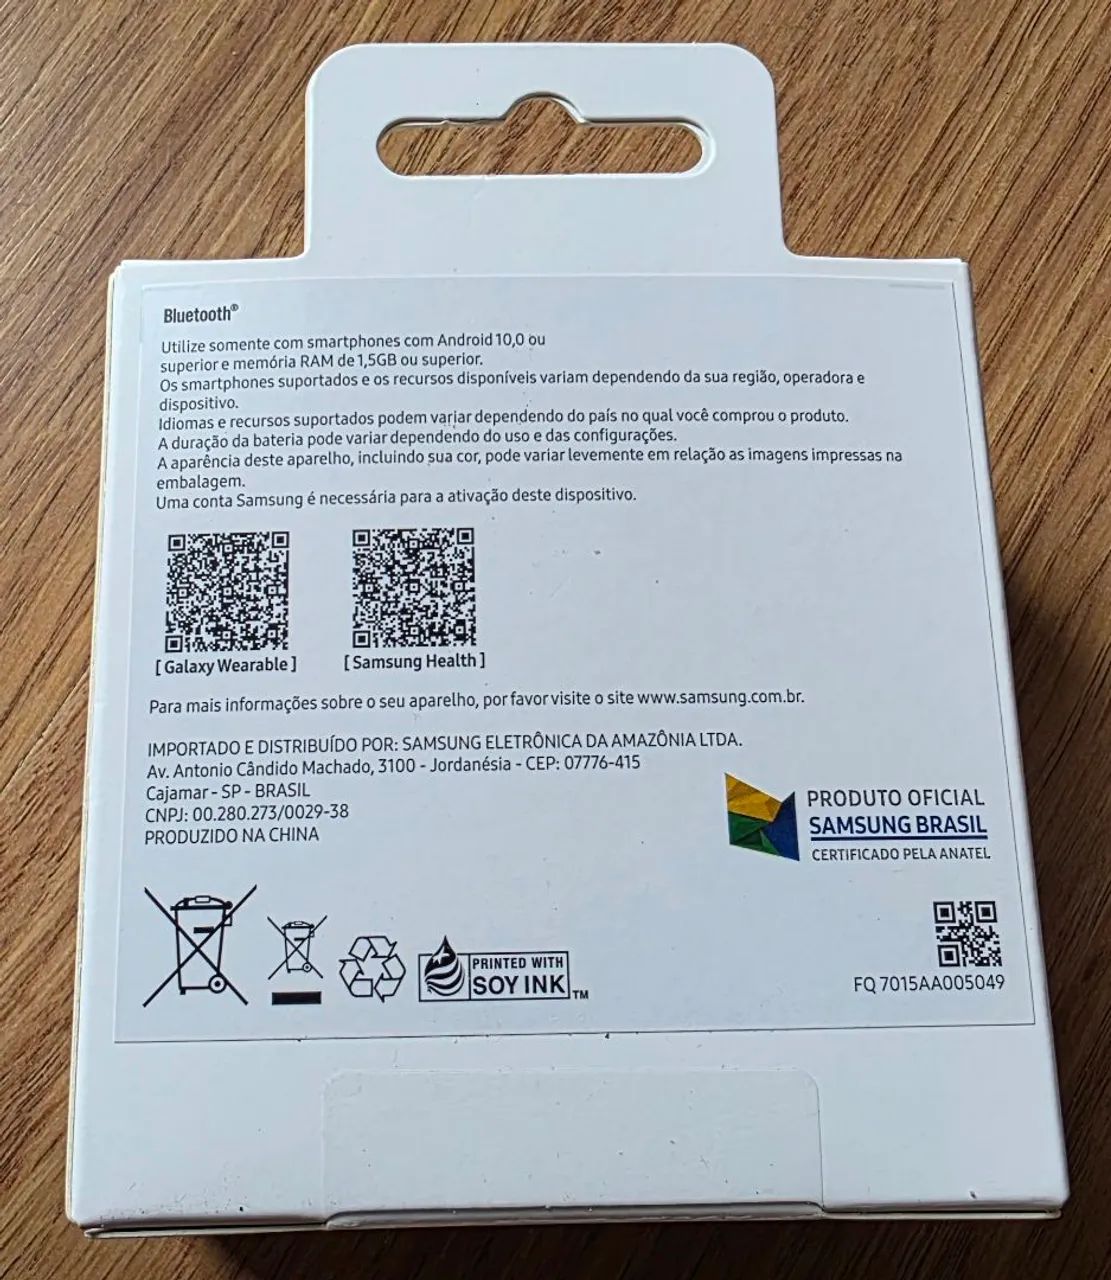 Bluetooth®
Utilize somente com smartphones com Android 10,0 ou
superior e memória RAM de 1,5GB ou superior.
Os smartphones suportados e os recursos disponíveis variam dependendo da sua região, operadora e
dispositivo.
Idiomas e recursos suportados podem variar dependendo do país no qual você comprou o produto.
A duração da bateria pode variar dependendo do uso e das configurações.
A aparência deste aparelho, incluindo sua cor, pode variar levemente em relação as imagens impressas na
embalagem.
Uma conta Samsung é necessária para a ativação deste dispositivo.
[ Galaxy Wearable ]
[ Samsung Health ]
Para mais informações sobre o seu aparelho, por favor visite o site www.samsung.com.br.
IMPORTADO E DISTRIBUÍDO POR: SAMSUNG ELETRÔNICA DA AMAZÔNIA LTDA.
Av. Antonio Cândido Machado, 3100 - Jordanésia - CEP: 07776-415
Cajamar - SP - BRASIL
CNPJ: 00.280.273/0029-38
PRODUZIDO NA CHINA
PRODUTO OFICIAL
SAMSUNG BRASIL
CERTIFICADO PELA ANATEL
PRINTED WITH
SOY INK TM
FQ 7015AA005049